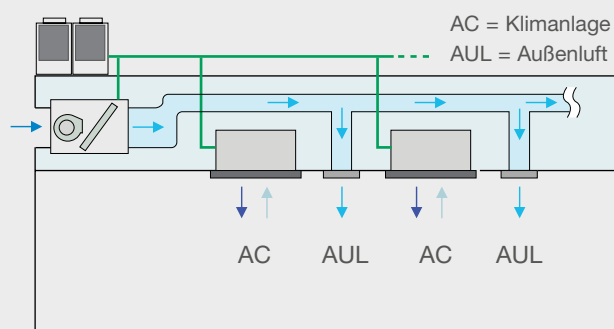 AC = Klimanlage
AUL = Außenluft
AC AUL AC AUL